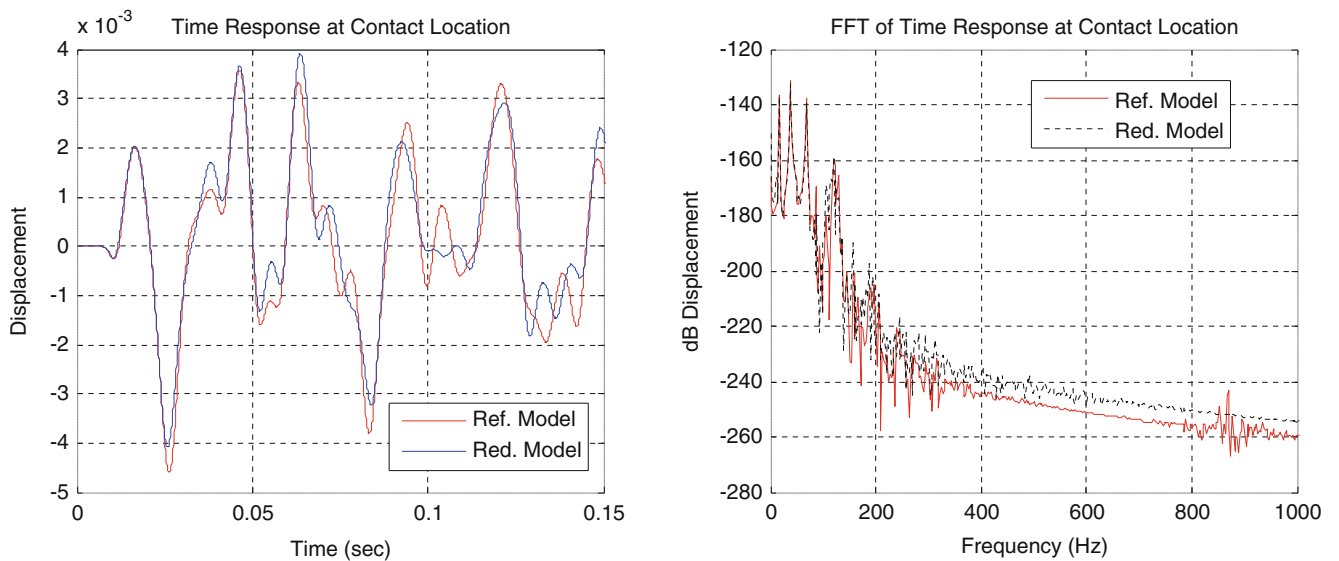 Time Response at Contact Location
x 10⁻³
4
3
2
1
0
-1
-2
-3
-4
-5
Displacement
Ref. Model
Red. Model
0
0.05
0.1
0.15
Time (sec)
FFT of Time Response at Contact Location
-120
-140
-160
-180
-200
-220
-240
-260
-280
dB Displacement
Ref. Model
Red. Model
0
200
400
600
800
1000
Frequency (Hz)